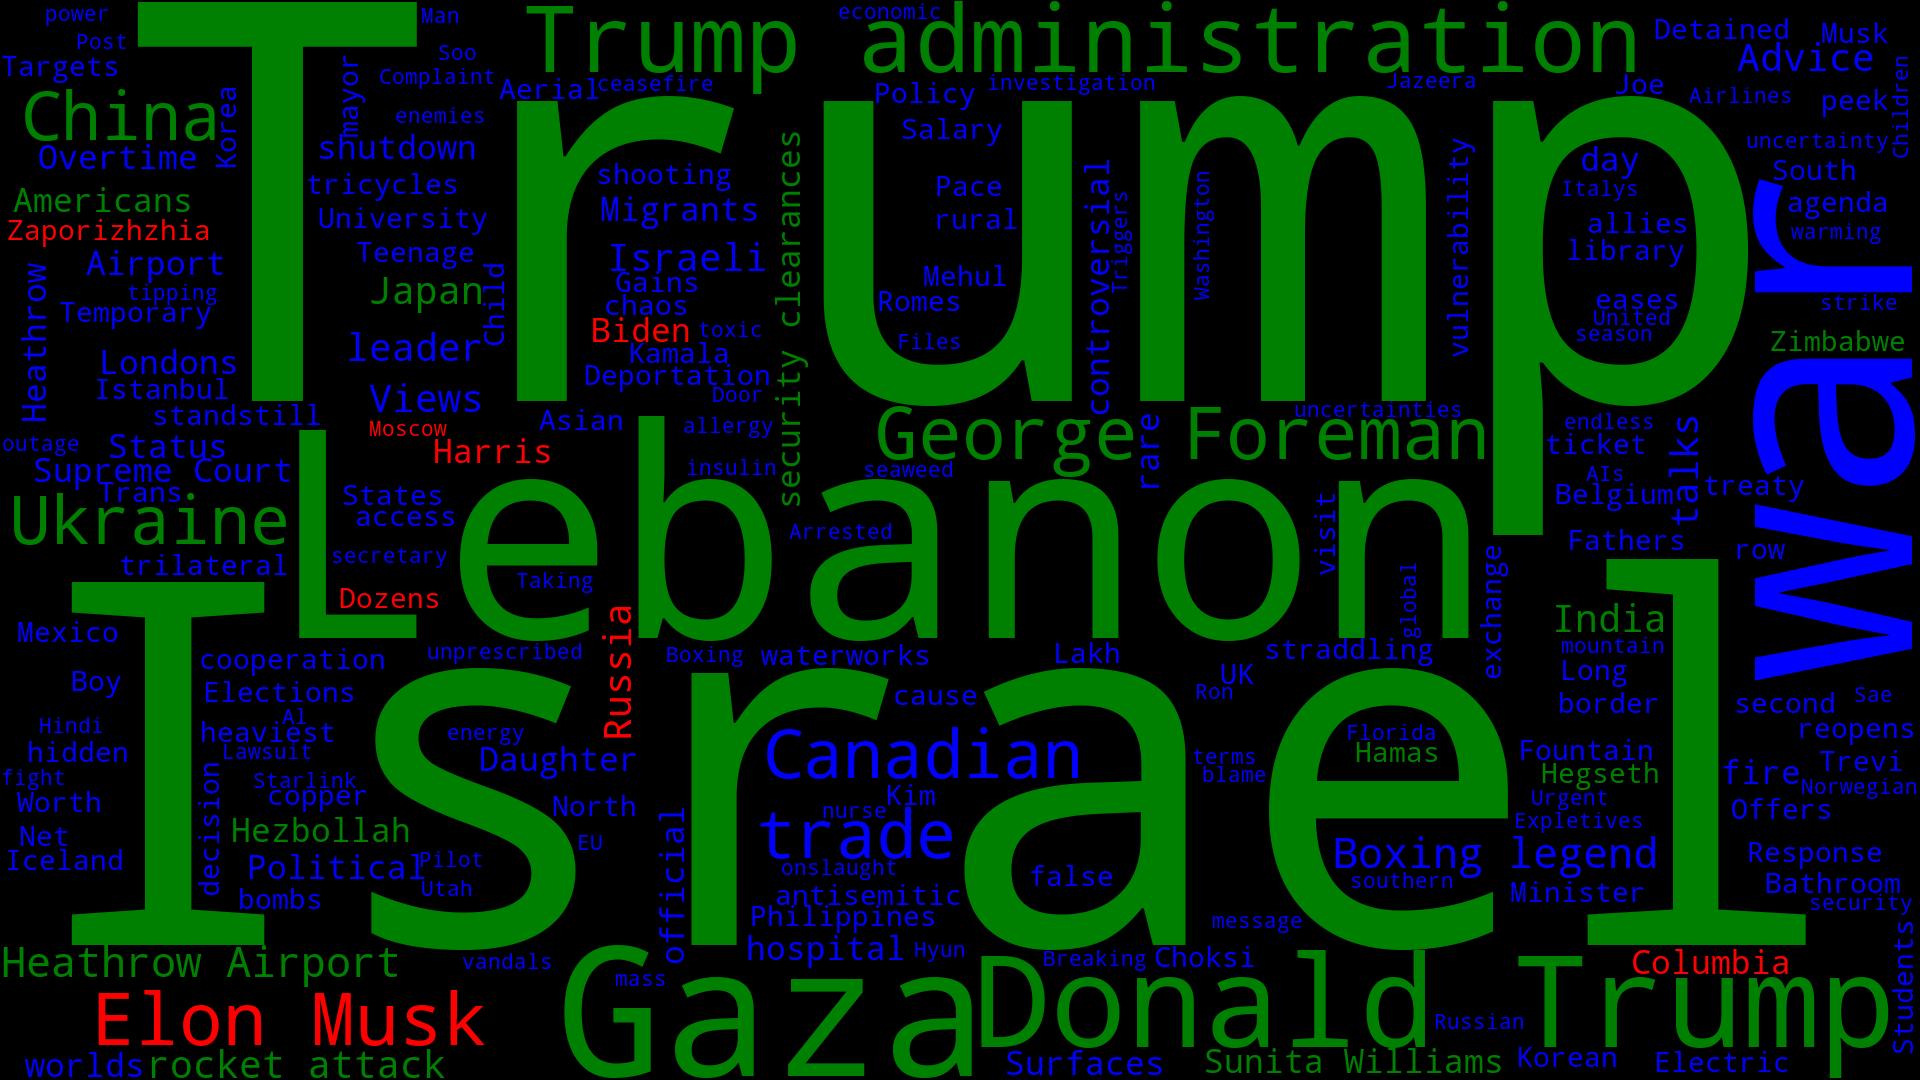 power
Man
Trump administration
economic
Detained
Musk
Post
Soo
Advice
Targets
Complaint
Trump
Aerial
ceasefire
Policy
investigation
Jazeera
Joe
Airlines
peek
Children
China
Korea
mayor
enemies
Salary
uncertainty
Overtime
shutdown
shooting
security clearances
Pace
controversial
Triggers
Washington
vulnerability
day
Italys
South
war
Americans
tricycles
Migrants
rural
allies
agenda
Zaporizhzhia
University
library
warming
Airport
Teenage
Israeli
Mehul
Heathrow
tipping
Japan
Child
Gains
Romes
eases
strike
Temporary
chaos
United
Biden
toxic
Files
season
Zimbabwe
Londons
leader
Kamala
Istanbul
Views
Deportation
Door
standstill
Moscow
Asian
allergy
George Foreman
uncertainties
endless
talks
outage
Status
Harris
rare
ticket
Supreme Court
insulin
seaweed
AIs
Trans
States
Lebanon
visit
Belgium
treaty
Ukraine
access
Arrested
Fathers
row
trilateral
secretary
Taking
global
exchange
Israel
Dozens
Russia
India
Mexico
cooperation
unprescribed
Boxing
waterworks
Lakh
straddling
mountain
Boy
Elections
cause
UK
Ron
Long
border
second
Sae
Hindi
AI
heaviest
energy
Canadian
Florida
reopens
hidden
Lawsuit
Daughter
terms
Hamas
Fountain
Trevi
fight
decision
Starlink
blame
Hegseth
fire
Norwegian
Worth
copper
North
Kim
nurse
Urgent
Offers
Net
Hezbollah
EU
official
trade
Expletives
Iceland
Political
Pilot
onslaught
false
Boxing legend
Response
Utah
southern
Bathroom
bombs
antisemitic
Minister
security
Philippines
message
Students
Heathrow Airport
vandals
hospital
Hyun
Breaking
Choksi
Columbia
Gaza
mass
Donald Trump
Elon Musk
Russian
worlds
rocket attack
Surfaces
Sunita Williams
Korean
Electric